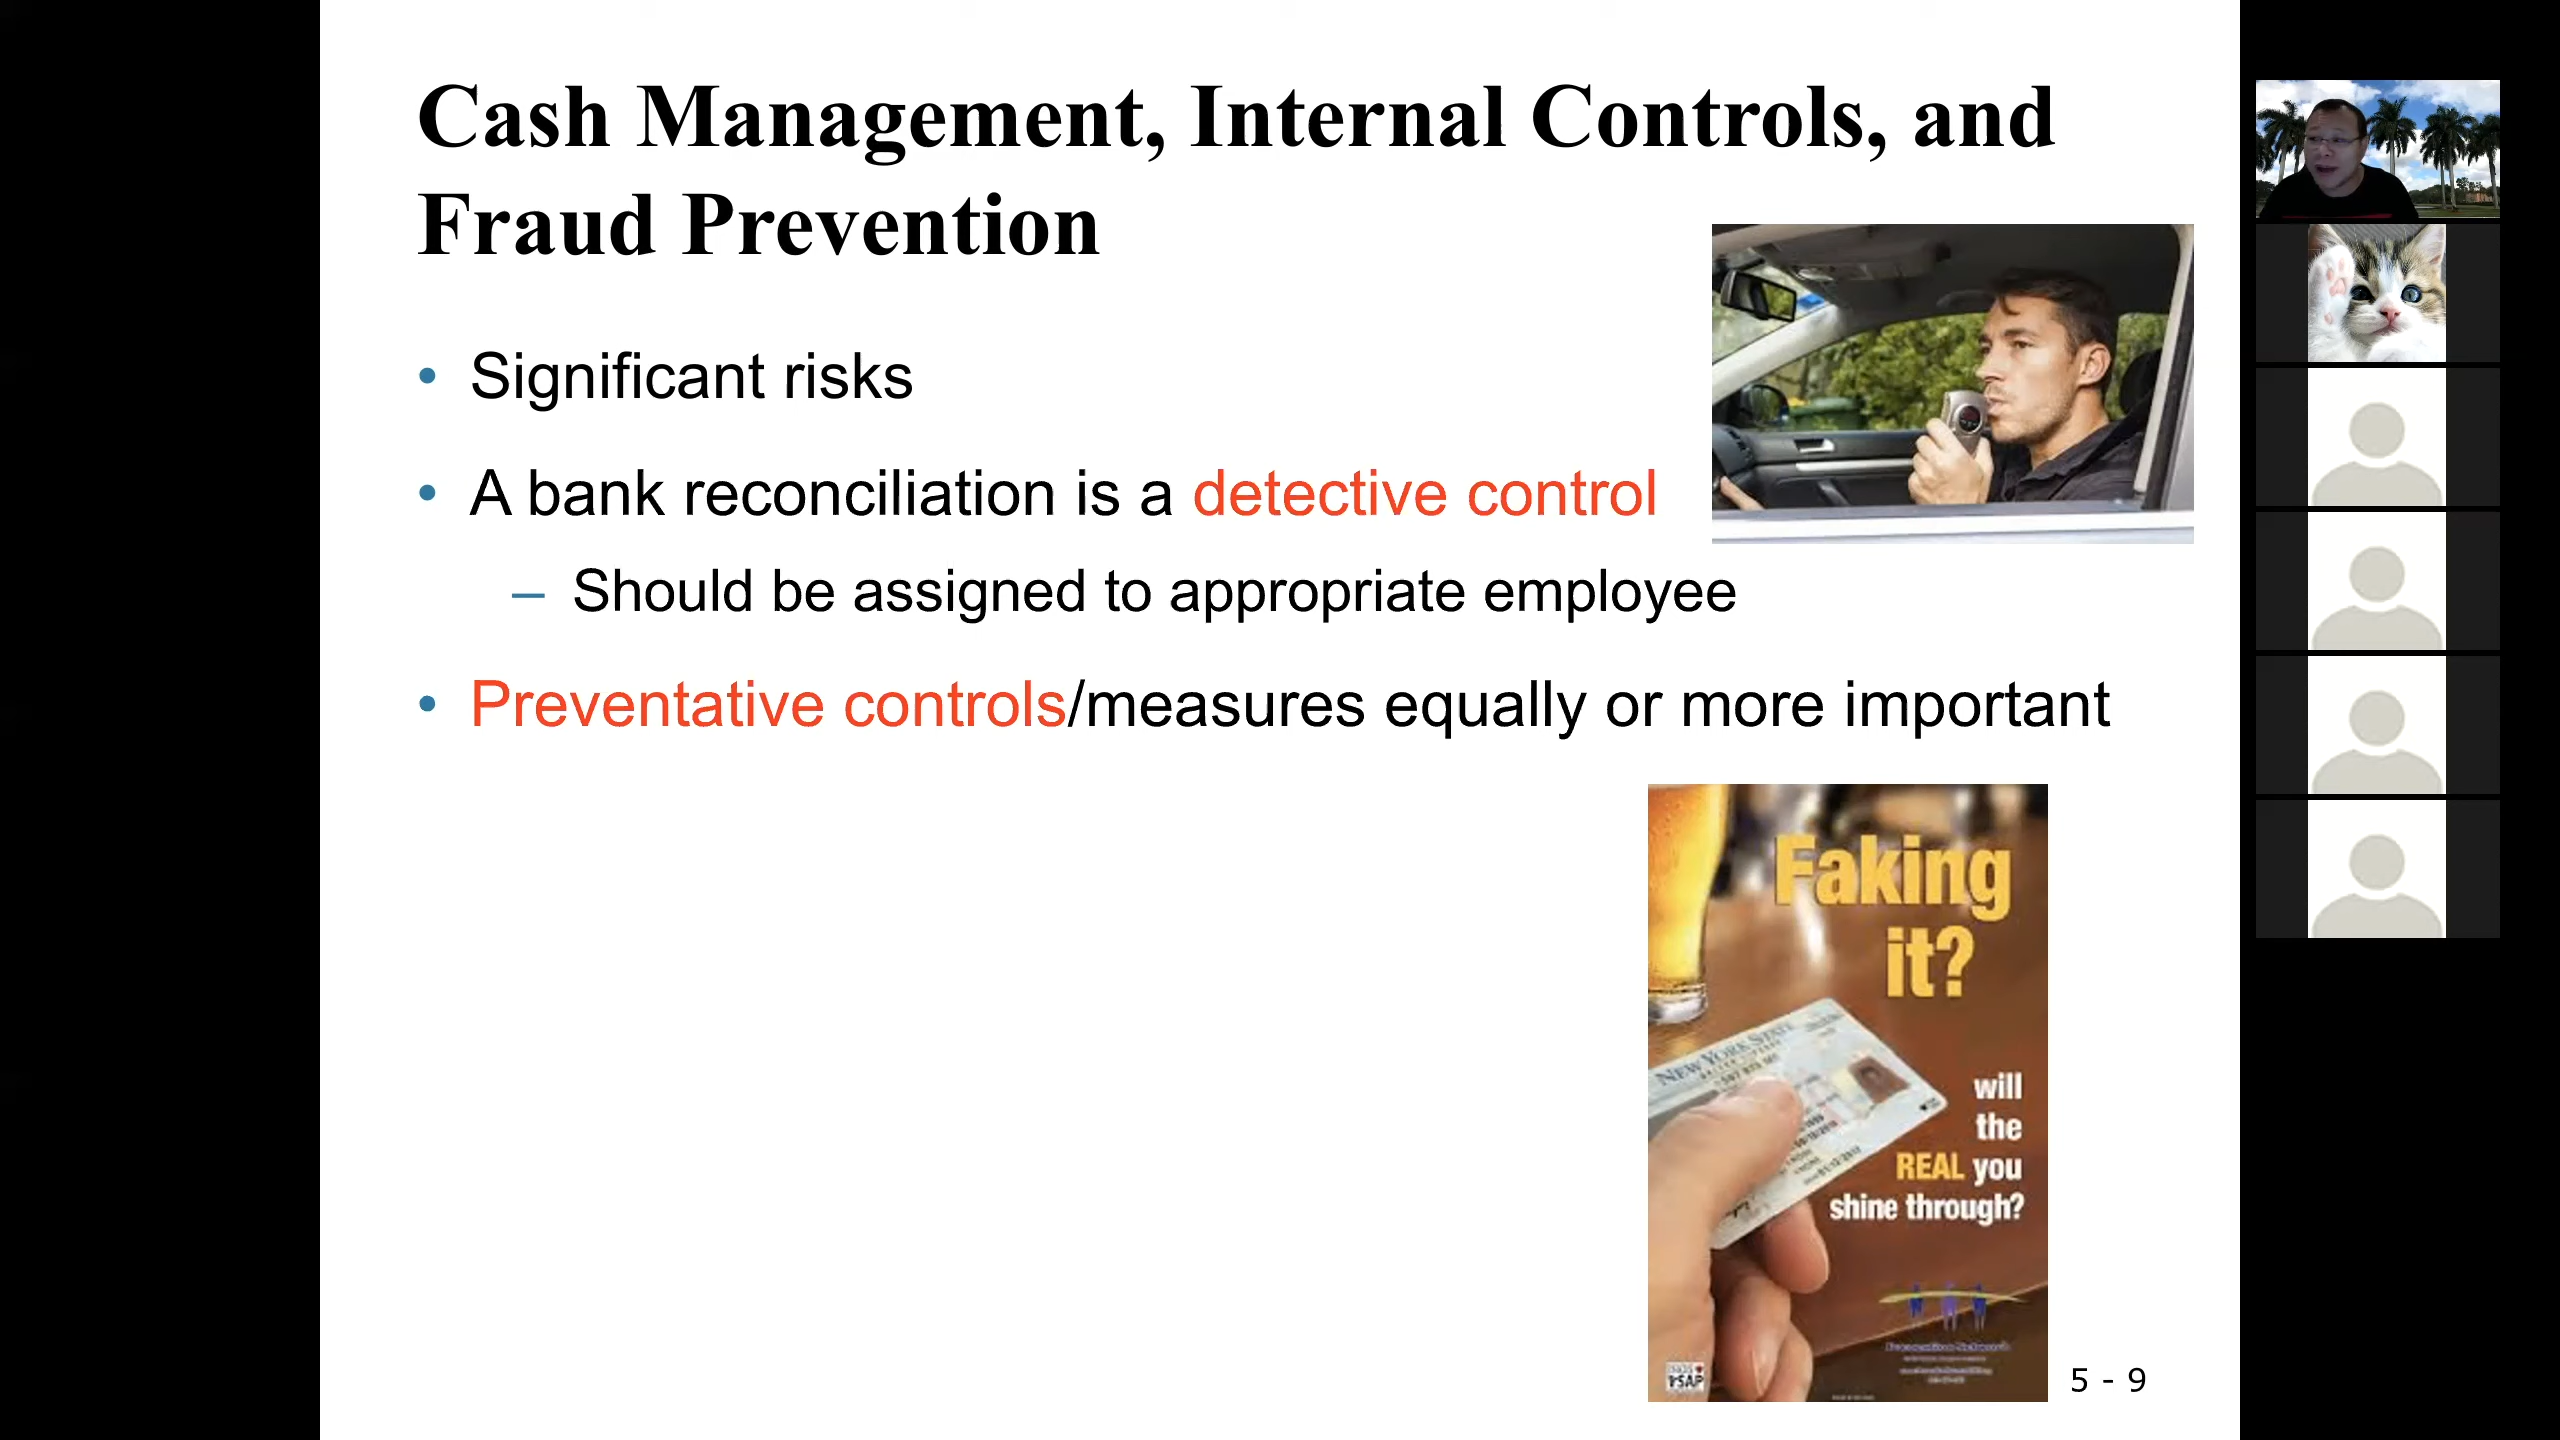 Cash Management, Internal Controls, and
Fraud Prevention
• Significant risks
• A bank reconciliation is a detective control
– Should be assigned to appropriate employee
• Preventative controls/measures equally or more important
Faking
it?
NEW YORK STATE
will
the
REAL you
shine through?
Prevention Network
5 - 9